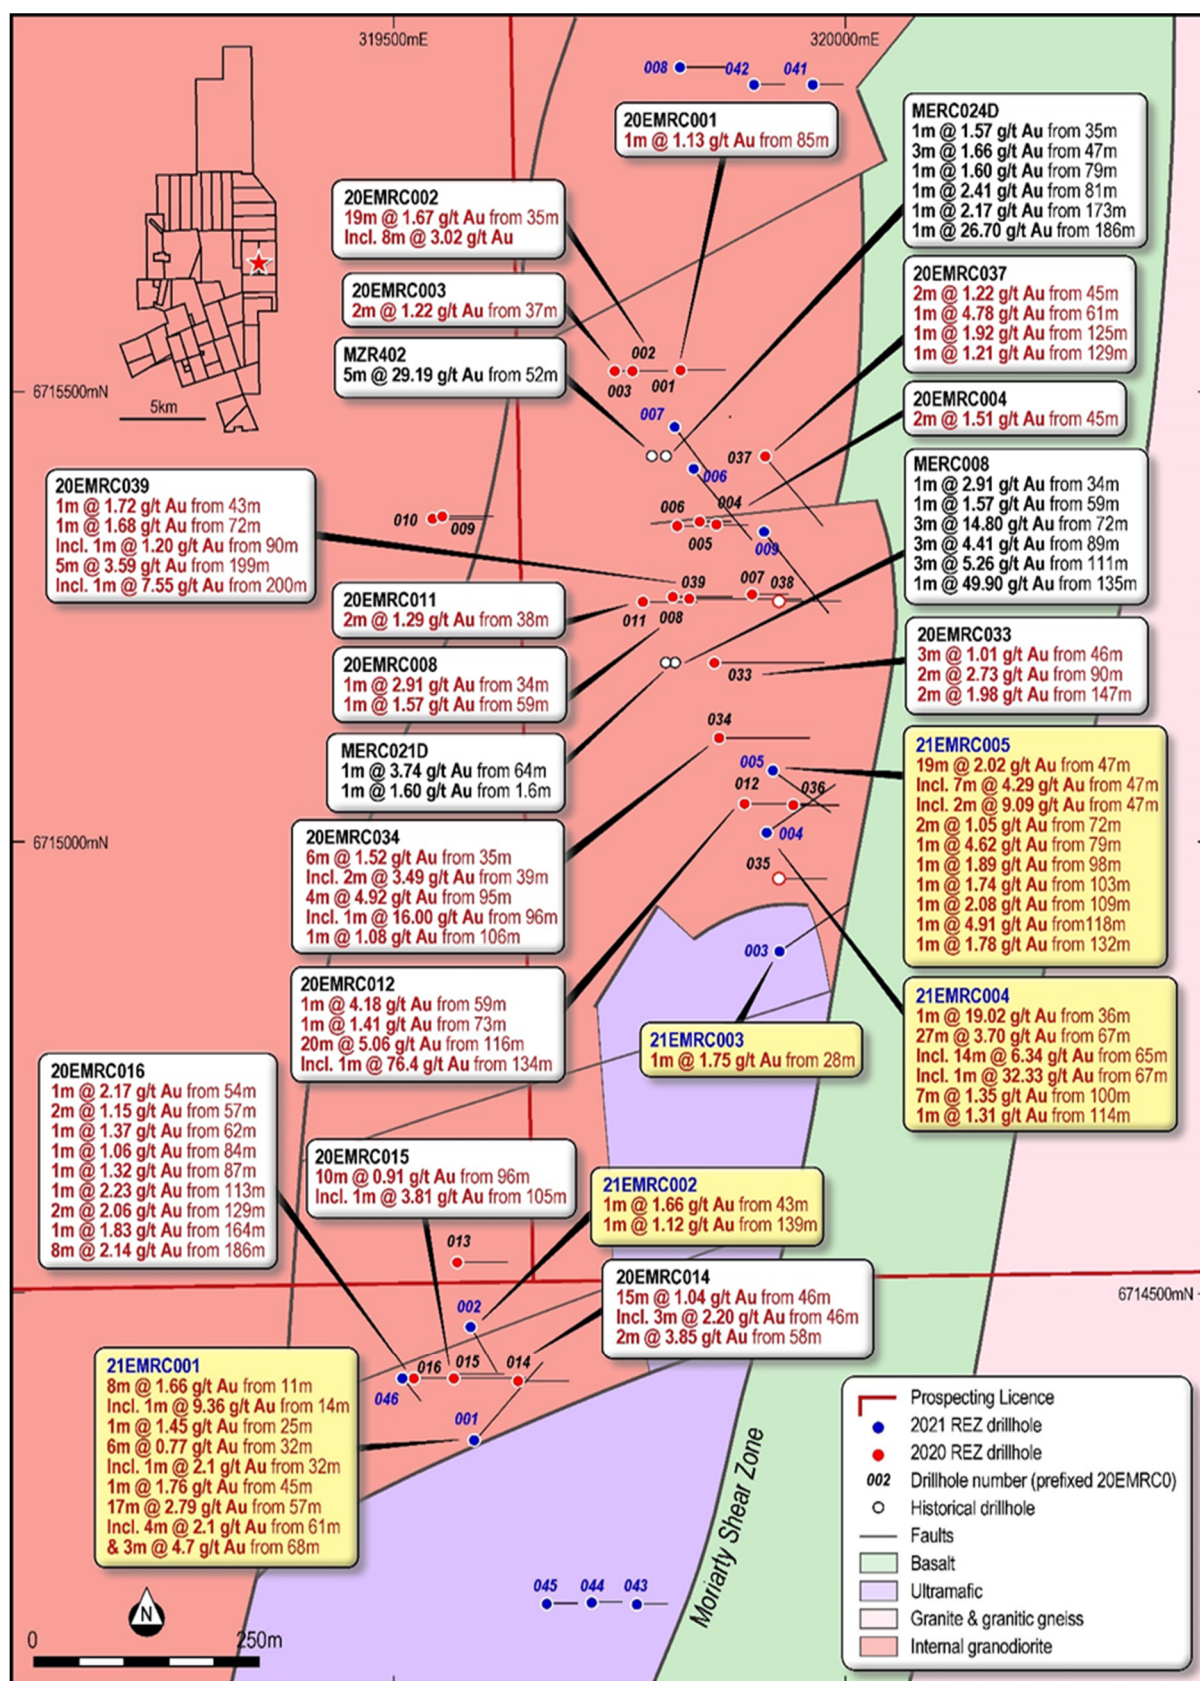 319500mE
320000mE
008
042
041
20EMRC001
1m @ 1.13 g/t Au from 85m
MERC024D
1m @ 1.57 g/t Au from 35m
3m @ 1.66 g/t Au from 47m
1m @ 1.60 g/t Au from 79m
1m @ 2.41 g/t Au from 81m
1m @ 2.17 g/t Au from 173m
1m @ 26.70 g/t Au from 186m
20EMRC002
19m @ 1.67 g/t Au from 35m
Incl. 8m @ 3.02 g/t Au
20EMRC003
2m @ 1.22 g/t Au from 37m
20EMRC037
2m @ 1.22 g/t Au from 45m
1m @ 4.78 g/t Au from 61m
1m @ 1.92 g/t Au from 125m
1m @ 1.21 g/t Au from 129m
MZR402
5m @ 29.19 g/t Au from 52m
002
003
001
6715500mN
5km
20EMRC004
2m @ 1.51 g/t Au from 45m
007
006
037
MERC008
1m @ 2.91 g/t Au from 34m
1m @ 1.57 g/t Au from 59m
3m @ 14.80 g/t Au from 72m
3m @ 4.41 g/t Au from 89m
3m @ 5.26 g/t Au from 111m
1m @ 49.90 g/t Au from 135m
20EMRC039
1m @ 1.72 g/t Au from 43m
1m @ 1.68 g/t Au from 72m
Incl. 1m @ 1.20 g/t Au from 90m
5m @ 3.59 g/t Au from 199m
Incl. 1m @ 7.55 g/t Au from 200m
010
009
006
004
005
009
20EMRC011
2m @ 1.29 g/t Au from 38m
039
007
038
011
008
20EMRC008
1m @ 2.91 g/t Au from 34m
1m @ 1.57 g/t Au from 59m
20EMRC033
3m @ 1.01 g/t Au from 46m
2m @ 2.73 g/t Au from 90m
2m @ 1.98 g/t Au from 147m
033
MERC021D
1m @ 3.74 g/t Au from 64m
1m @ 1.60 g/t Au from 1.6m
034
005
012
036
004
035
21EMRC005
19m @ 2.02 g/t Au from 47m
Incl. 7m @ 4.29 g/t Au from 47m
Incl. 2m @ 9.09 g/t Au from 47m
2m @ 1.05 g/t Au from 72m
1m @ 4.62 g/t Au from 79m
1m @ 1.89 g/t Au from 98m
1m @ 1.74 g/t Au from 103m
1m @ 2.08 g/t Au from 109m
1m @ 4.91 g/t Au from118m
1m @ 1.78 g/t Au from 132m
6715000mN
20EMRC034
6m @ 1.52 g/t Au from 35m
Incl. 2m @ 3.49 g/t Au from 39m
4m @ 4.92 g/t Au from 95m
Incl. 1m @ 16.00 g/t Au from 96m
1m @ 1.08 g/t Au from 106m
003
20EMRC012
1m @ 4.18 g/t Au from 59m
1m @ 1.41 g/t Au from 73m
20m @ 5.06 g/t Au from 116m
Incl. 1m @ 76.4 g/t Au from 134m
21EMRC004
1m @ 19.02 g/t Au from 36m
27m @ 3.70 g/t Au from 67m
Incl. 14m @ 6.34 g/t Au from 65m
Incl. 1m @ 32.33 g/t Au from 67m
7m @ 1.35 g/t Au from 100m
1m @ 1.31 g/t Au from 114m
21EMRC003
1m @ 1.75 g/t Au from 28m
20EMRC016
1m @ 2.17 g/t Au from 54m
2m @ 1.15 g/t Au from 57m
1m @ 1.37 g/t Au from 62m
1m @ 1.06 g/t Au from 84m
1m @ 1.32 g/t Au from 87m
1m @ 2.23 g/t Au from 113m
2m @ 2.06 g/t Au from 129m
1m @ 1.83 g/t Au from 164m
8m @ 2.14 g/t Au from 186m
20EMRC015
10m @ 0.91 g/t Au from 96m
Incl. 1m @ 3.81 g/t Au from 105m
21EMRC002
1m @ 1.66 g/t Au from 43m
1m @ 1.12 g/t Au from 139m
013
20EMRC014
15m @ 1.04 g/t Au from 46m
Incl. 3m @ 2.20 g/t Au from 46m
2m @ 3.85 g/t Au from 58m
6714500mN
002
016
015
014
046
001
21EMRC001
8m @ 1.66 g/t Au from 11m
Incl. 1m @ 9.36 g/t Au from 14m
1m @ 1.45 g/t Au from 25m
6m @ 0.77 g/t Au from 32m
Incl. 1m @ 2.1 g/t Au from 32m
1m @ 1.76 g/t Au from 45m
17m @ 2.79 g/t Au from 57m
Incl. 4m @ 2.1 g/t Au from 61m
& 3m @ 4.7 g/t Au from 68m
Moriarty Shear Zone
045
044
043
N
0
250m
Prospecting Licence
2021 REZ drillhole
2020 REZ drillhole
002
Drillhole number (prefixed 20EMRC0)
Historical drillhole
Faults
Basalt
Ultramafic
Granite & granitic gneiss
Internal granodiorite